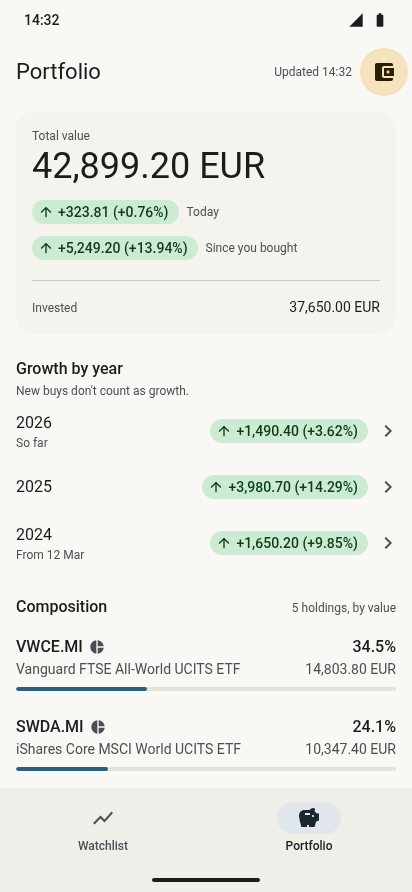 14:32
Portfolio
Updated 14:32
Total value
42,899.20 EUR
+323.81 (+0.76%) Today
+5,249.20 (+13.94%) Since you bought
Invested 37,650.00 EUR
Growth by year
New buys don't count as growth.
2026
So far
+1,490.40 (+3.62%)
2025 +3,980.70 (+14.29%)
2024
From 12 Mar
+1,650.20 (+9.85%)
Composition 5 holdings, by value
VWCE.MI 34.5%
Vanguard FTSE All-World UCITS ETF 14,803.80 EUR
SWDA.MI 24.1%
iShares Core MSCI World UCITS ETF 10,347.40 EUR
Watchlist Portfolio